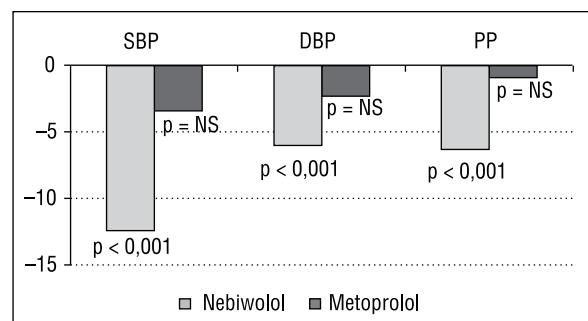 SBP DBP PP
0
p = NS p = NS p = NS
−5
p < 0,001 p < 0,001
−10
p < 0,001
−15
Nebiwolol Metoprolol